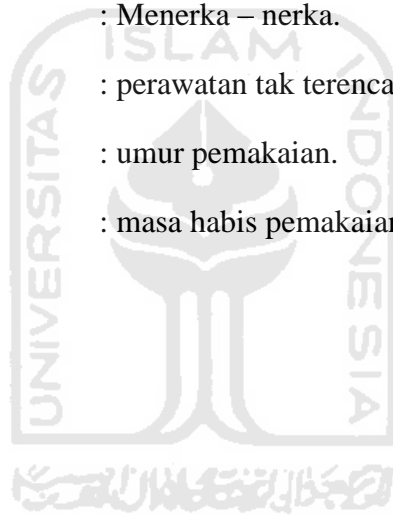 : Menerka – nerka.
ISLAM
: perawatan tak terenca
UNIVERSITAS
INDONESIA
: umur pemakaian.
: masa habis pemakaian